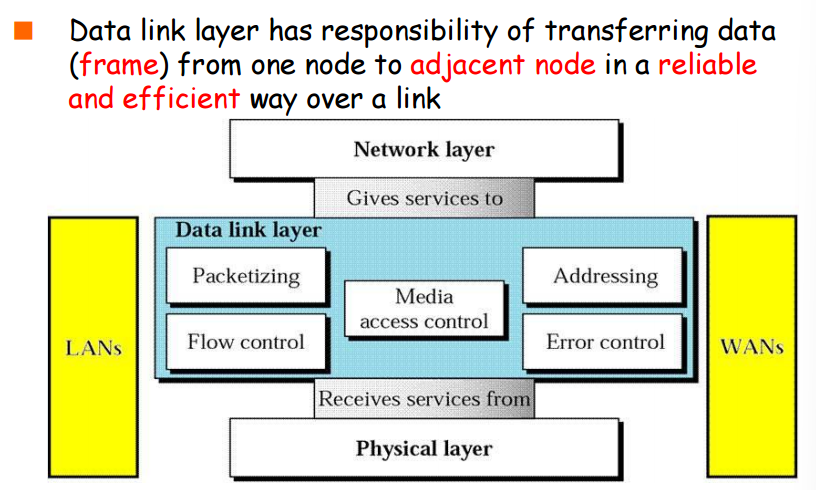 Data link layer has responsibility of transferring data
(frame) from one node to adjacent node in a reliable
and efficient way over a link
Network layer
Gives services to
Data link layer
Packetizing
Addressing
Media
access control
Flow control
Error control
LANs
WANs
Receives services from
Physical layer